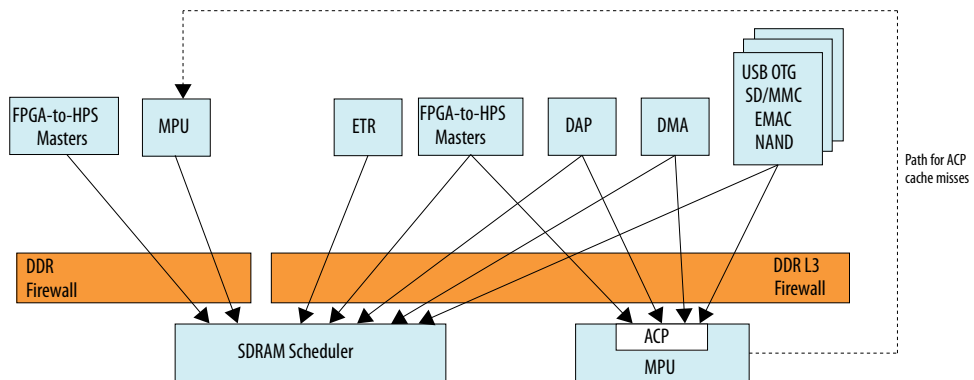 FPGA-to-HPS
Masters
MPU
ETR
FPGA-to-HPS
Masters
DAP
DMA
USB OTG
SD/MMC
EMAC
NAND
Path for ACP
cache misses
DDR
Firewall
DDR L3
Firewall
SDRAM Scheduler
ACP
MPU